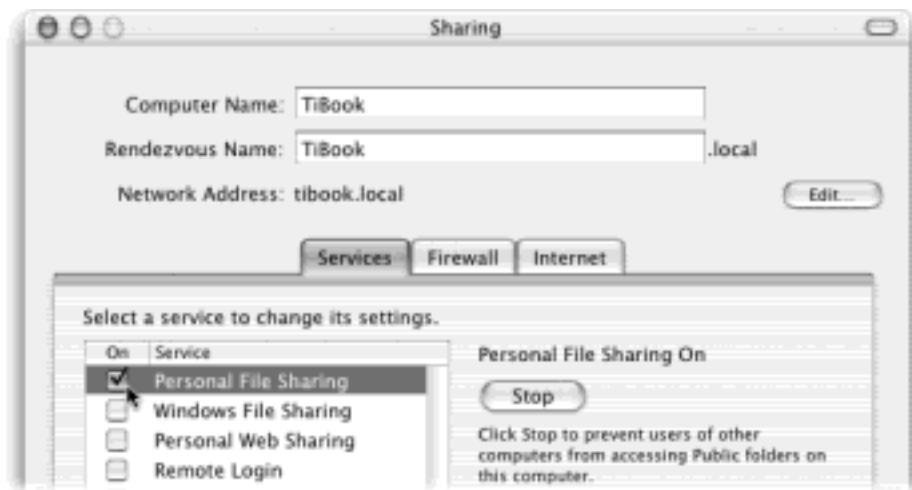 Sharing
Computer Name: TiBook
Rendezvous Name: TiBook .local
Network Address: tibook.local Edit...
Services Firewall Internet
Select a service to change its settings.
On Service
Personal File Sharing
Windows File Sharing
Personal Web Sharing
Remote Login
Personal File Sharing On
Stop
Click Stop to prevent users of other
computers from accessing Public folders on
this computer.